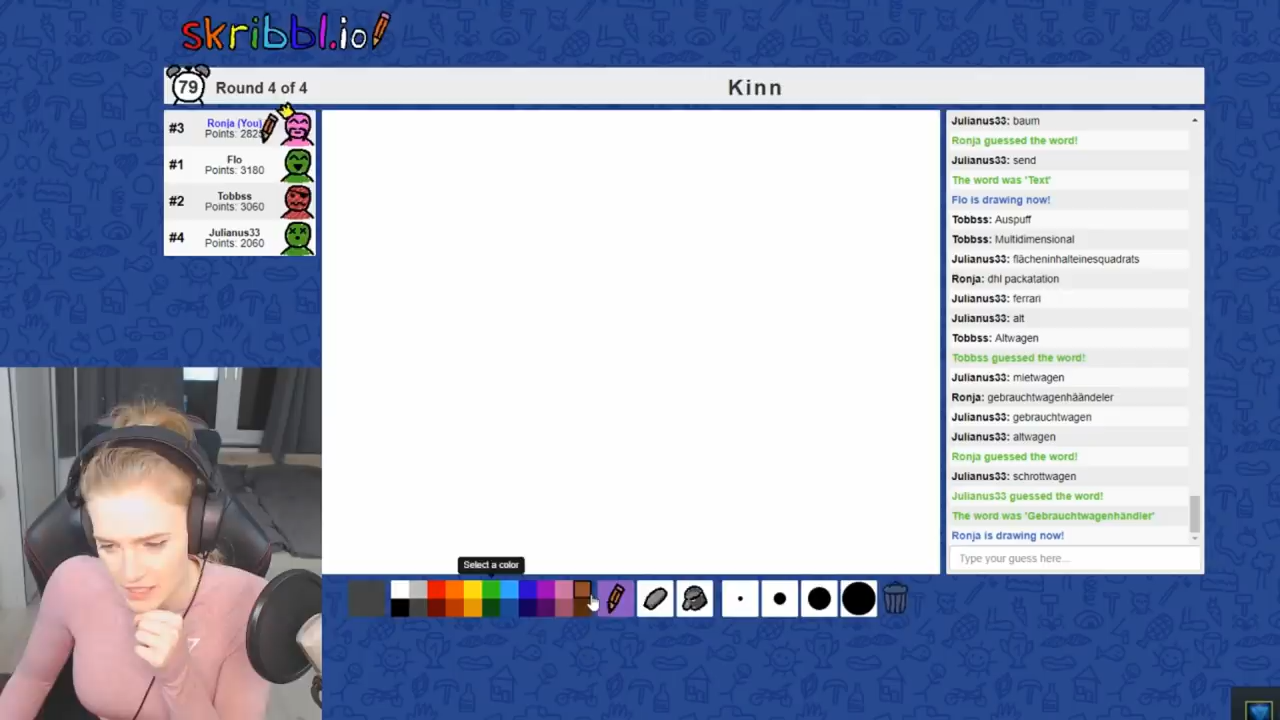 skribbl.io
79
Round 4 of 4
Kinn
#3
Ronja (You)
Points: 2825
#1
Flo
Points: 3180
#2
Tobbss
Points: 3060
#4
Julianus33
Points: 2060
Julianus33: baum
Ronja guessed the word!
Julianus33: send
The word was 'Text'
Flo is drawing now!
Tobbss: Auspuff
Tobbss: Multidimensional
Julianus33: flächeninhalteinesquadrats
Ronja: dhl packatation
Julianus33: ferrari
Julianus33: alt
Tobbss: Altwagen
Tobbss guessed the word!
Julianus33: mietwagen
Ronja: gebrauchtwagenhäändeler
Julianus33: gebrauchtwagen
Julianus33: altwagen
Ronja guessed the word!
Julianus33: schrottwagen
Julianus33 guessed the word!
The word was 'Gebrauchtwagenhändler'
Ronja is drawing now!
Type your guess here...
Select a color